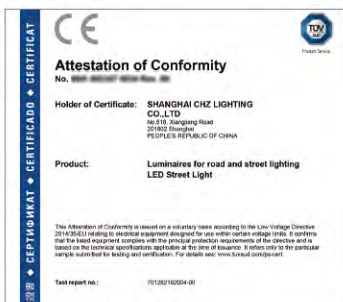 CE
TÜV
SUD
Product Service
Attestation of Conformity
No.
Holder of Certificate: SHANGHAI CHZ LIGHTING
CO.,LTD
No.518, Xiangjiang Road
201802 Shanghai
PEOPLE'S REPUBLIC OF CHINA
Product: Luminaires for road and street lighting
LED Street Light
This Attestation of Conformity is issued on a voluntary basis according to the Low Voltage Directive
2014/35/EU relating to electrical equipment designed for use within certain voltage limits. It confirms
that the listed equipment complies with the principal protection requirements of the directive and is
based on the technical specifications applicable at the time of issuance. It refers only to the particular
sample submitted for testing and certification. For details see: www.tuvsud.com/ps-cert
Test report no.: 701262102004-00
證書 ◆ СЕРТИФИКАТ ◆ CERTIFICADO ◆ CERTIFICAT